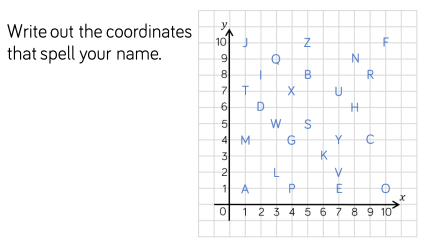 Write out the coordinates
that spell your name.
y
10 J Z F
9 Q N
8 I B R
7 T X U
6 D H
5 W S
4 M G Y C
3 K
2 L V
1 A P E O
x
0 1 2 3 4 5 6 7 8 9 10